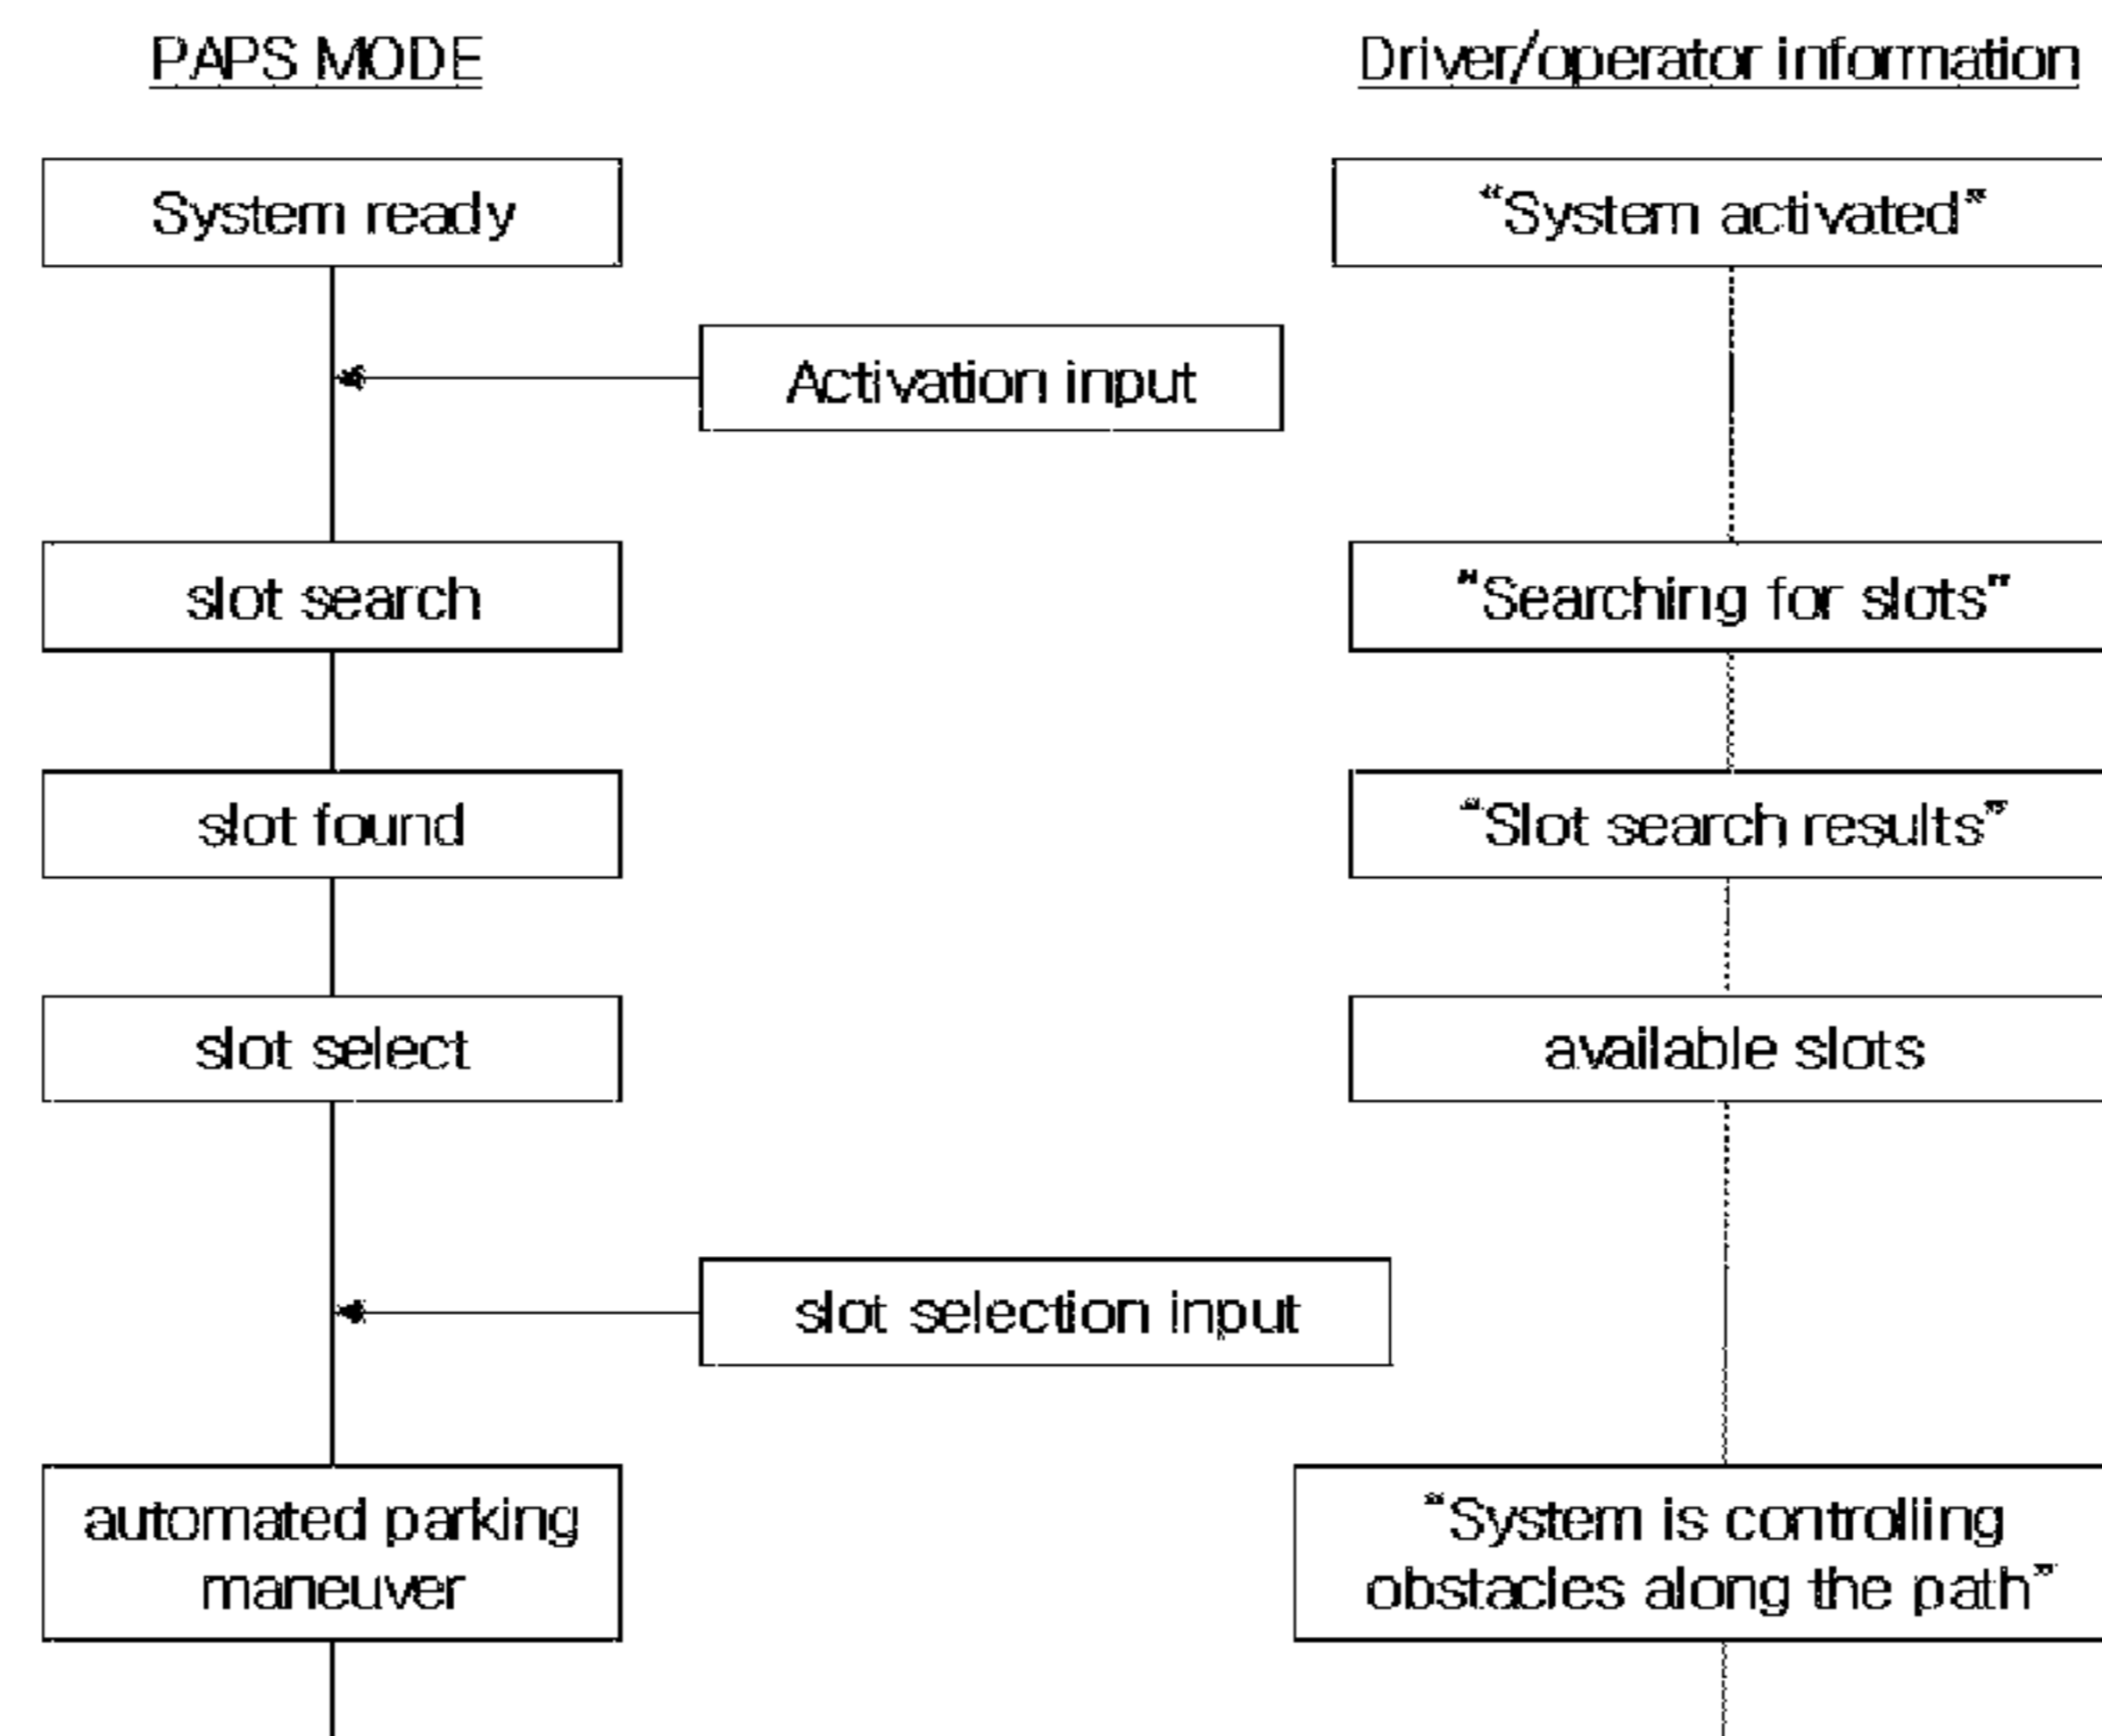 PAPS MODE
Driver/operator information
System ready
“System activated”
Activation input
slot search
"Searching for slots"
slot found
“Slot search results”
slot select
available slots
slot selection input
automated parking
maneuver
“System is controlling
obstacles along the path”